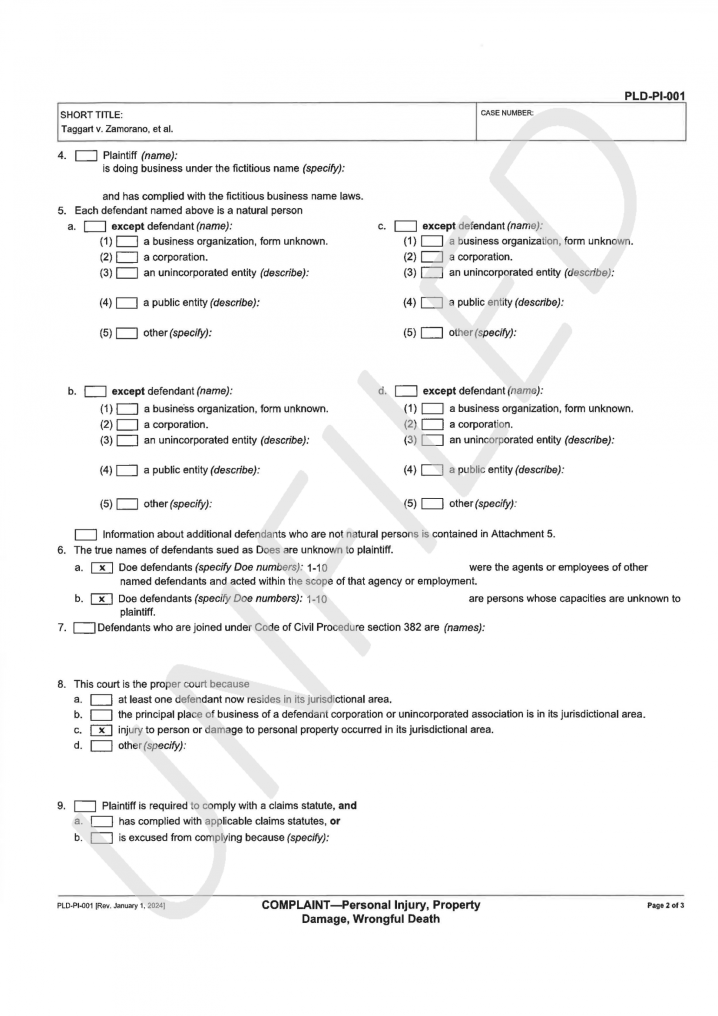 PLD-PI-001
SHORT TITLE:
Taggart v. Zamorano, et al.
CASE NUMBER:
4. Plaintiff (name):
is doing business under the fictitious name (specify):
and has complied with the fictitious business name laws.
5. Each defendant named above is a natural person
a. except defendant (name):
(1) a business organization, form unknown.
(2) a corporation.
(3) an unincorporated entity (describe):
(4) a public entity (describe):
(5) other (specify):
c. except defendant (name):
(1) a business organization, form unknown.
(2) a corporation.
(3) an unincorporated entity (describe):
(4) a public entity (describe):
(5) other (specify):
b. except defendant (name):
(1) a business organization, form unknown.
(2) a corporation.
(3) an unincorporated entity (describe):
(4) a public entity (describe):
(5) other (specify):
d. except defendant (name):
(1) a business organization, form unknown.
(2) a corporation.
(3) an unincorporated entity (describe):
(4) a public entity (describe):
(5) other (specify):
Information about additional defendants who are not natural persons is contained in Attachment 5.
6. The true names of defendants sued as Does are unknown to plaintiff.
a. x Doe defendants (specify Doe numbers): 1-10 were the agents or employees of other
named defendants and acted within the scope of that agency or employment.
b. x Doe defendants (specify Doe numbers): 1-10 are persons whose capacities are unknown to
plaintiff.
7. Defendants who are joined under Code of Civil Procedure section 382 are (names):
8. This court is the proper court because
a. at least one defendant now resides in its jurisdictional area.
b. the principal place of business of a defendant corporation or unincorporated association is in its jurisdictional area.
c. x injury to person or damage to personal property occurred in its jurisdictional area.
d. other (specify):
9. Plaintiff is required to comply with a claims statute, and
a. has complied with applicable claims statutes, or
b. is excused from complying because (specify):
PLD-PI-001 [Rev. January 1, 2024]
COMPLAINT—Personal Injury, Property
Damage, Wrongful Death
Page 2 of 3
UNFILED